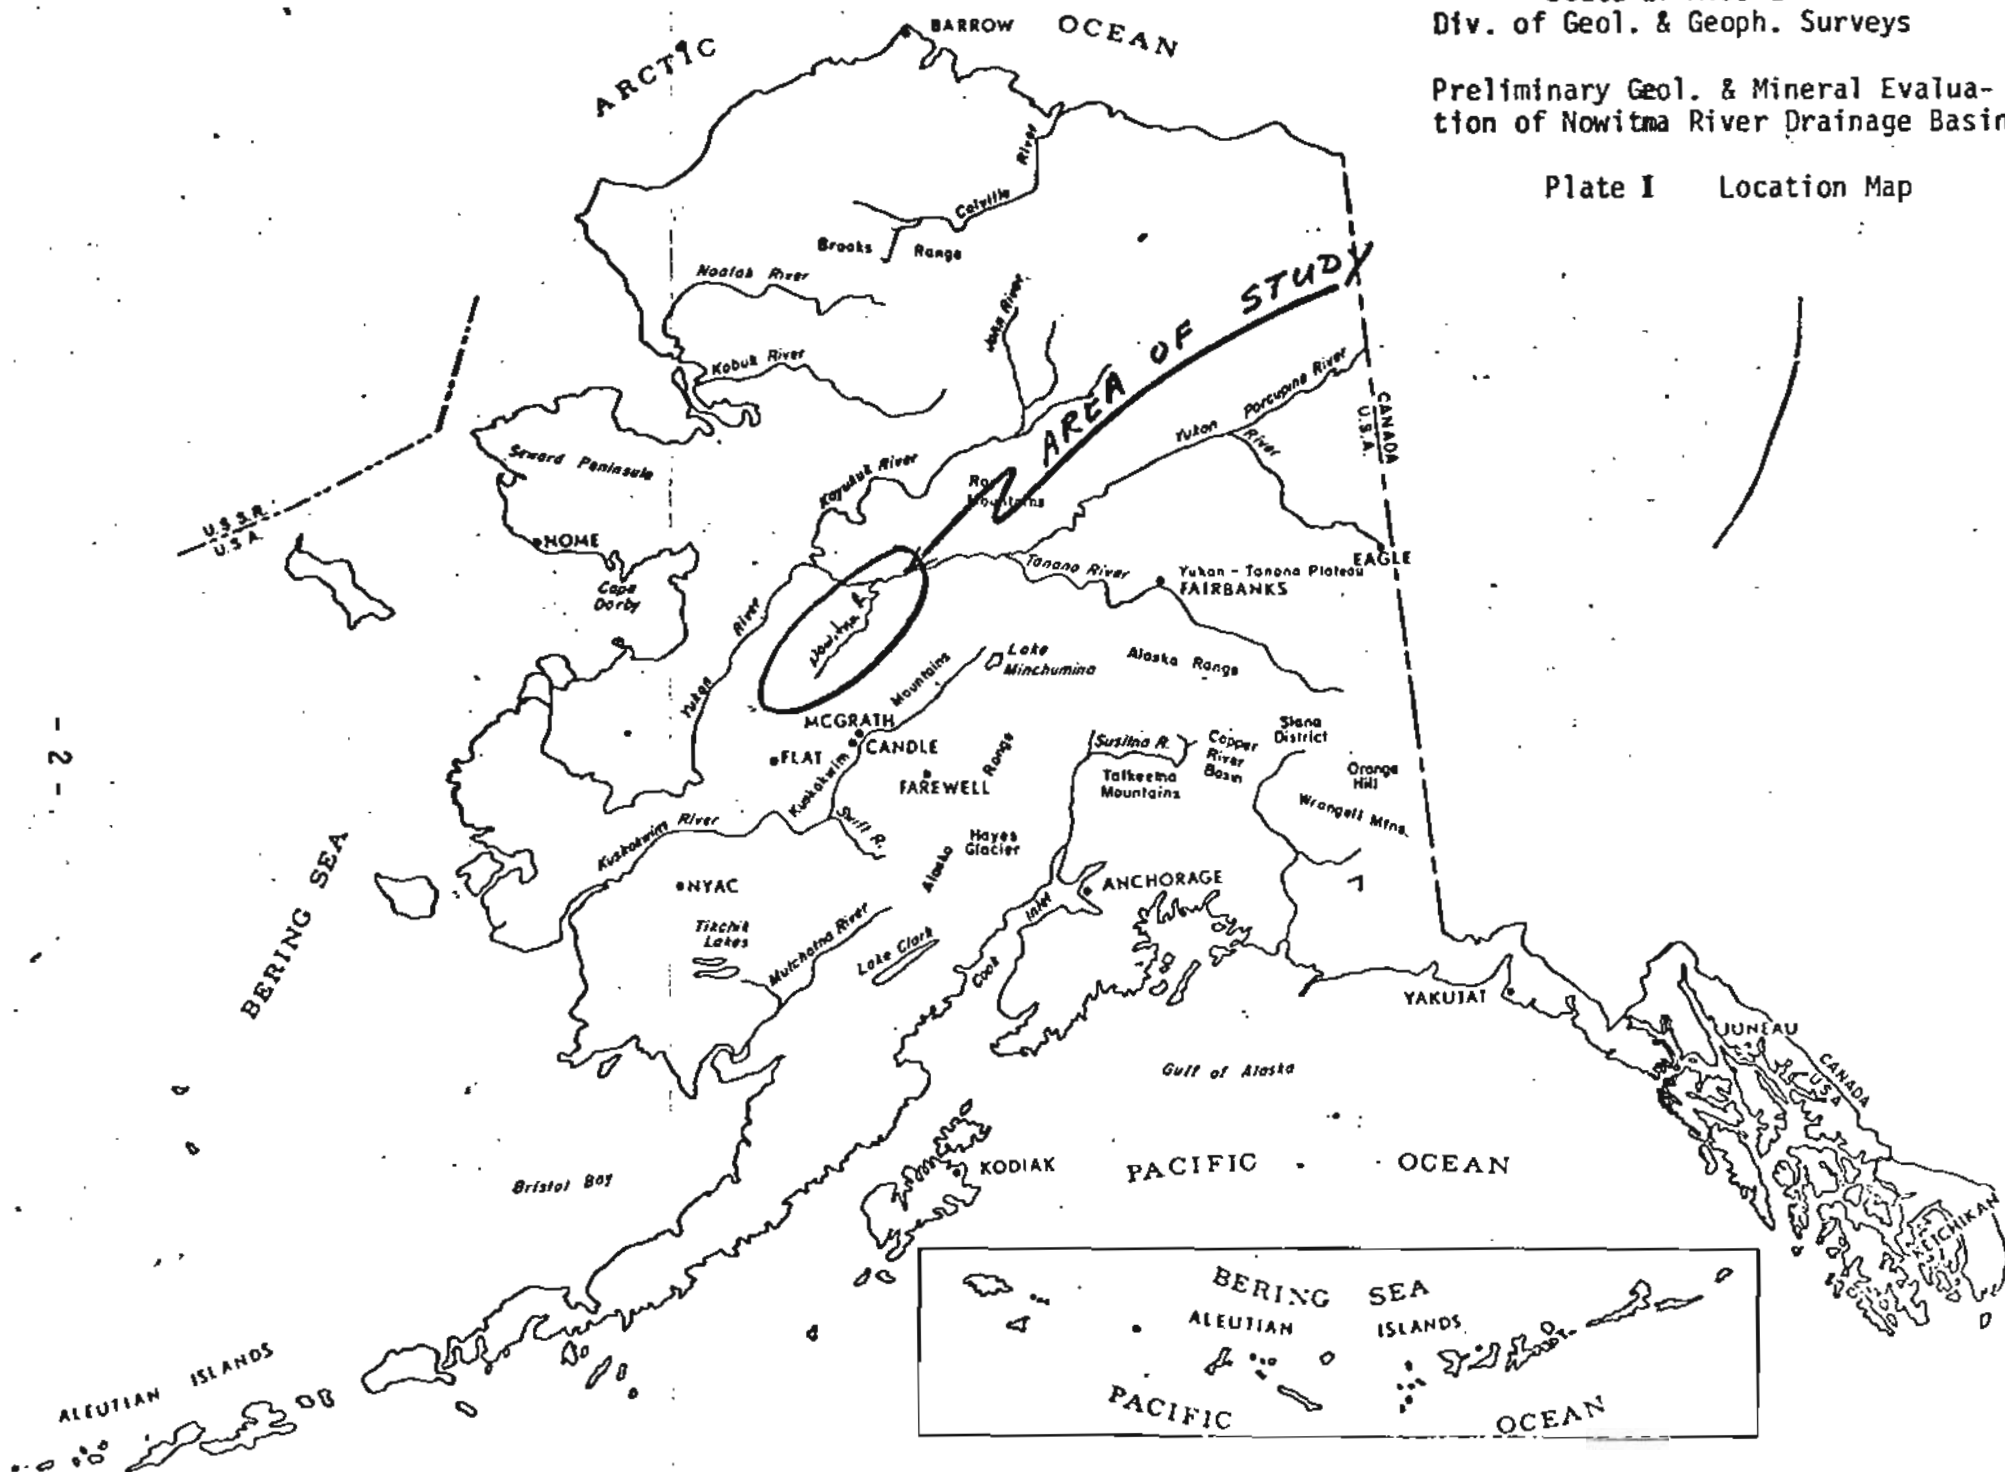 Div. of Geol. & Geoph. Surveys
Preliminary Geol. & Mineral Evalua-
tion of Nowitma River Drainage Basin
Plate I Location Map
ARCTIC OCEAN
BARROW
Colville River
Brooks Range
Noatak River
John River
Kobuk River
AREA OF STUDY
Porcupine River
Yukon River
CANADA
U.S.A.
Seward Peninsula
Koyukuk River
Mountains
U.S.S.R.
U.S.A.
HOME
EAGLE
Tanana River
Yukon - Tanana Plateau
FAIRBANKS
Cape
Darby
Yukon River
Nowitna R
Lake
Minchumina
Alaska Range
Kuskokwim Mountains
MCGRATH
CANDLE
FLAT
FAREWELL
Alaska Range
Susitna R.
Copper
River
Basin
Slana
District
Talkeetna
Mountains
Orange
Hill
Wrangell Mtns.
- 2 -
Kuskokwim River
Swift R.
Hayes
Glacier
NYAC
ANCHORAGE
BERING SEA
Tikchik
Lakes
Mulchatna River
Lake Clark
Cook Inlet
YAKUTAT
JUNEAU
CANADA
USA
Gulf of Alaska
KODIAK
PACIFIC OCEAN
Bristol Bay
KETCHIKAN
BERING SEA
ALEUTIAN ISLANDS
PACIFIC OCEAN
ALEUTIAN ISLANDS